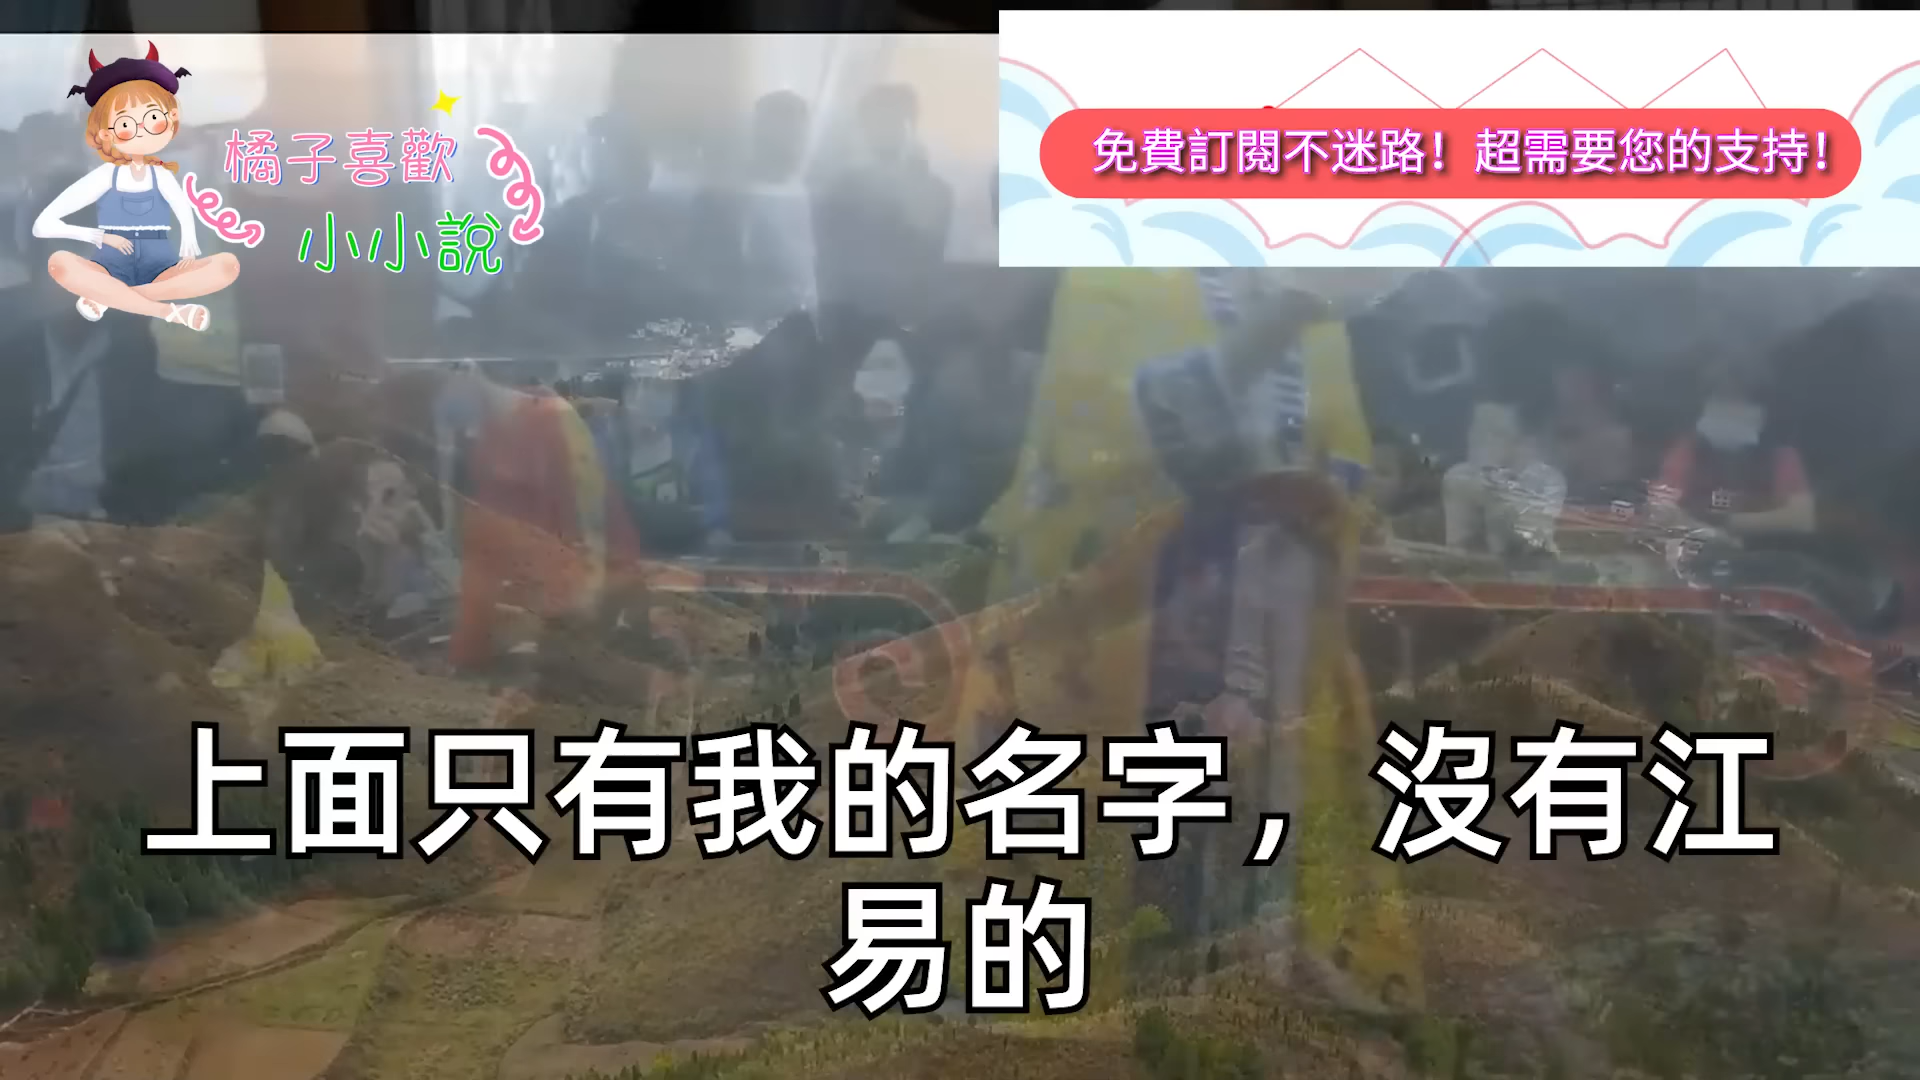 橘子喜歡
小小說
免費訂閱不迷路！超需要您的支持！
上面只有我的名字，沒有江
易的